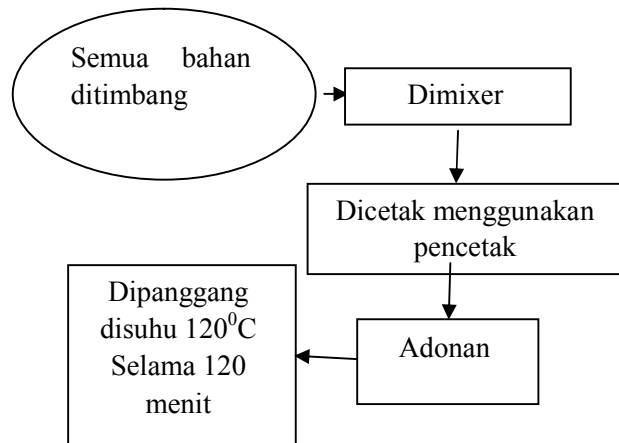 Semua bahan
ditimbang
Dimixer
Dicetak menggunakan
pencetak
Adonan
Dipanggang
disuhu 120⁰C
Selama 120
menit